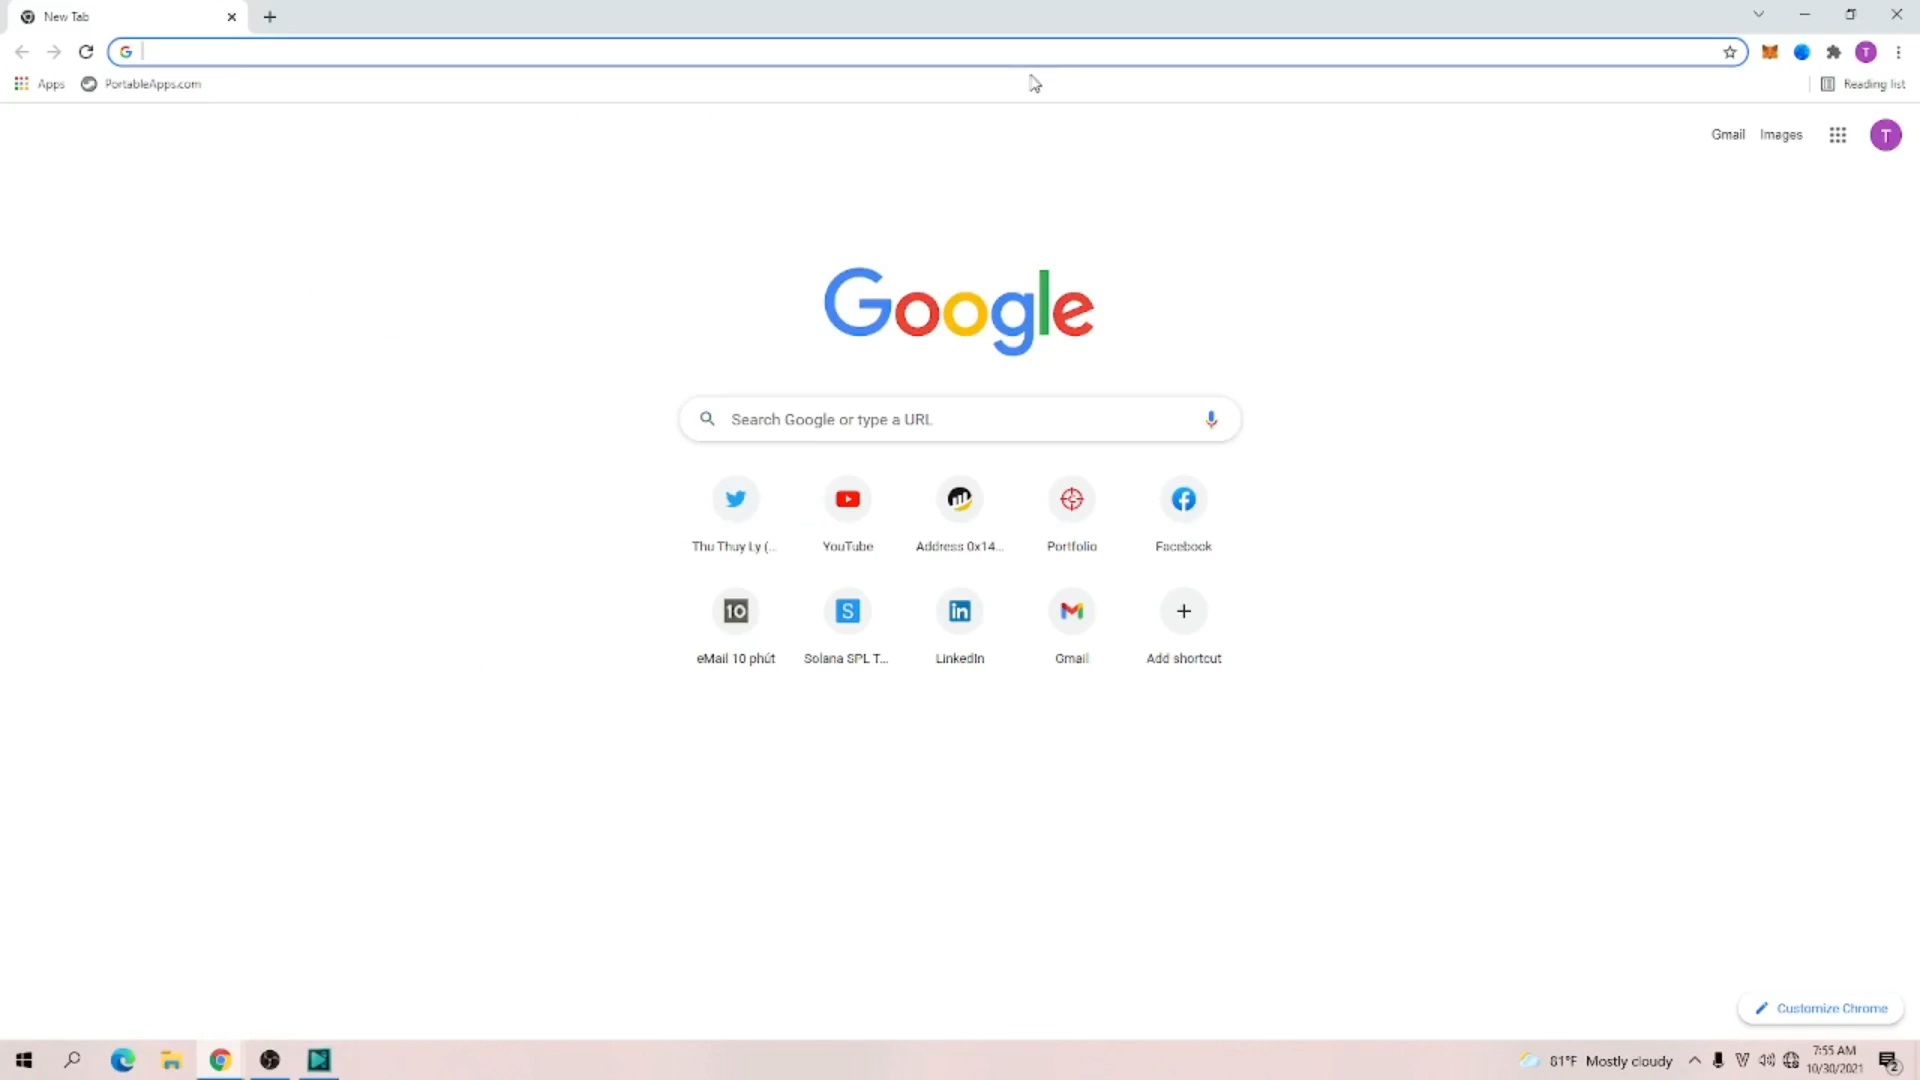 New Tab
Apps
PortableApps.com
Reading list
Gmail
Images
T
Google
Search Google or type a URL
Thu Thuy Ly (...
YouTube
Address 0x14...
Portfolio
Facebook
10
S
in
eMail 10 phút
Solana SPL T...
LinkedIn
Gmail
Add shortcut
Customize Chrome
81°F Mostly cloudy
7:55 AM
10/30/2021
2